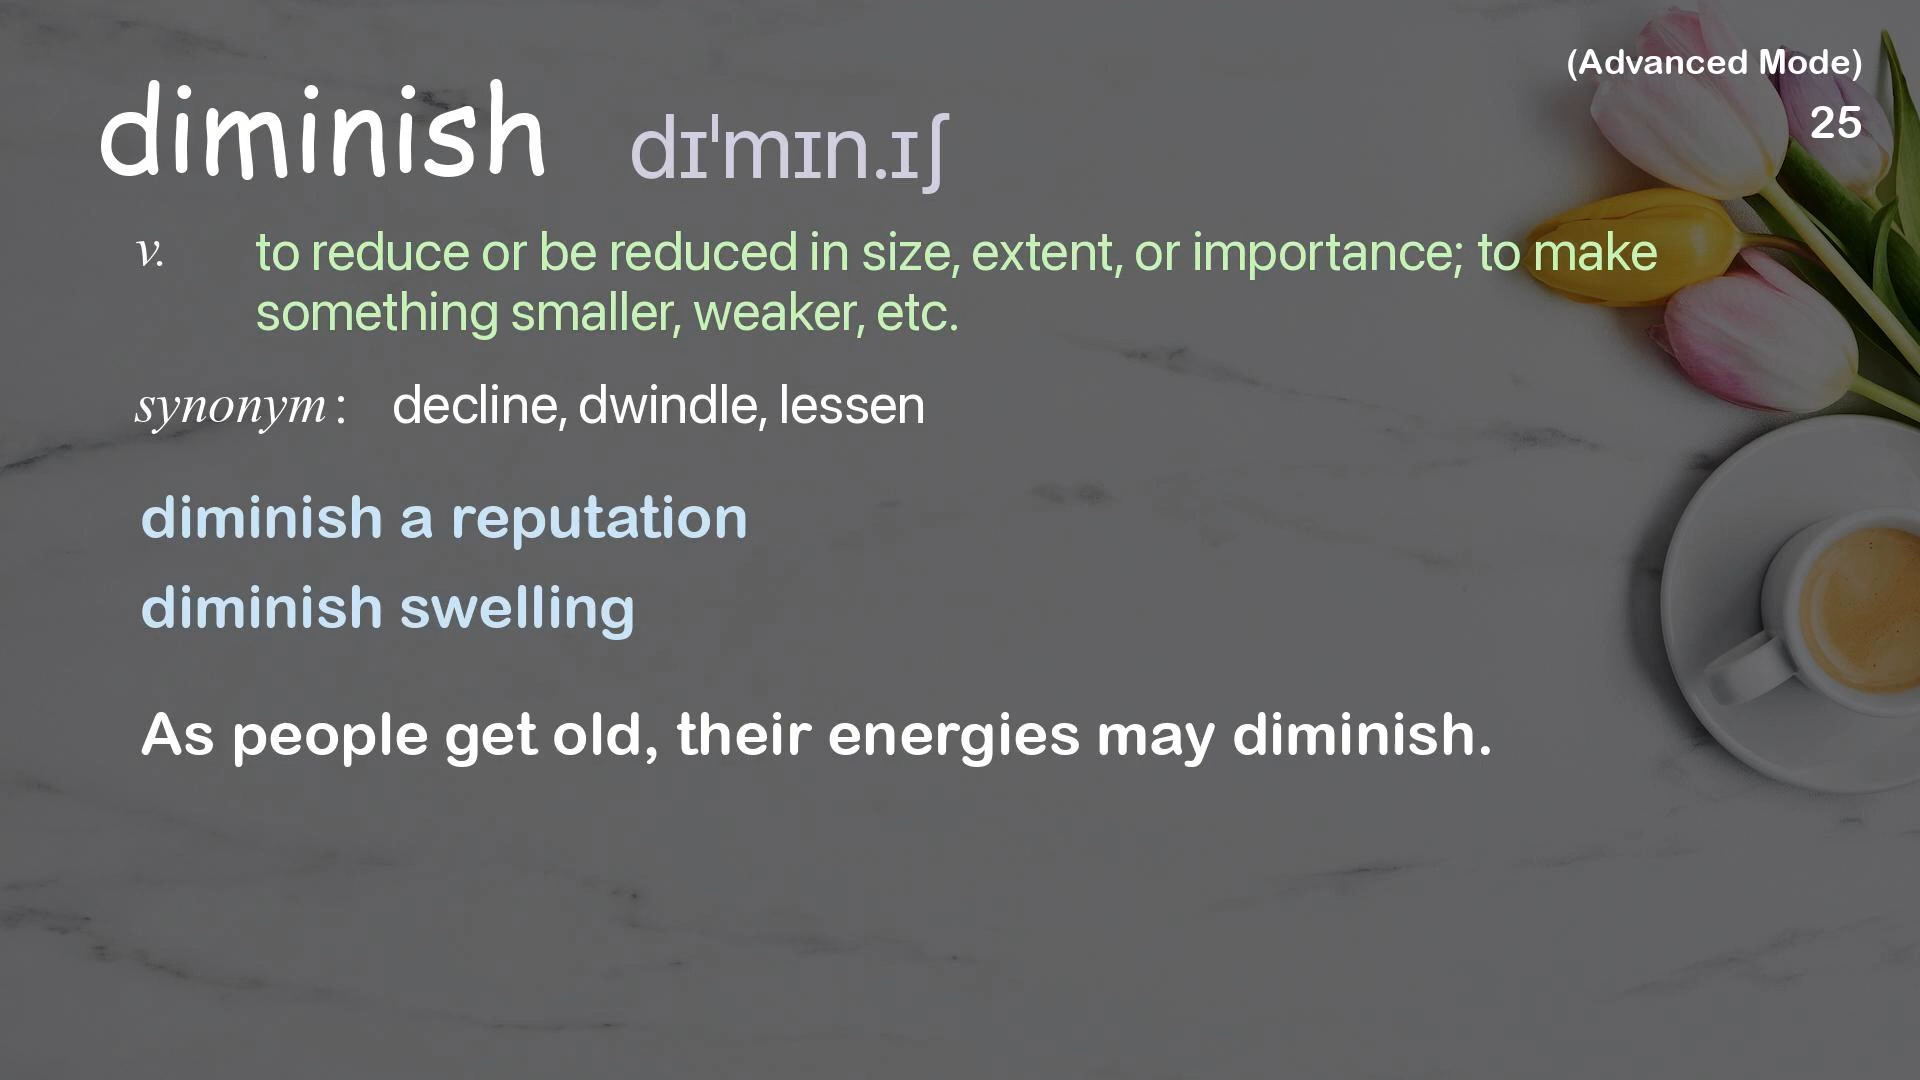 (Advanced Mode)
25
diminish dɪˈmɪn.ɪʃ
v. to reduce or be reduced in size, extent, or importance; to make
something smaller, weaker, etc.
synonym: decline, dwindle, lessen
diminish a reputation
diminish swelling
As people get old, their energies may diminish.